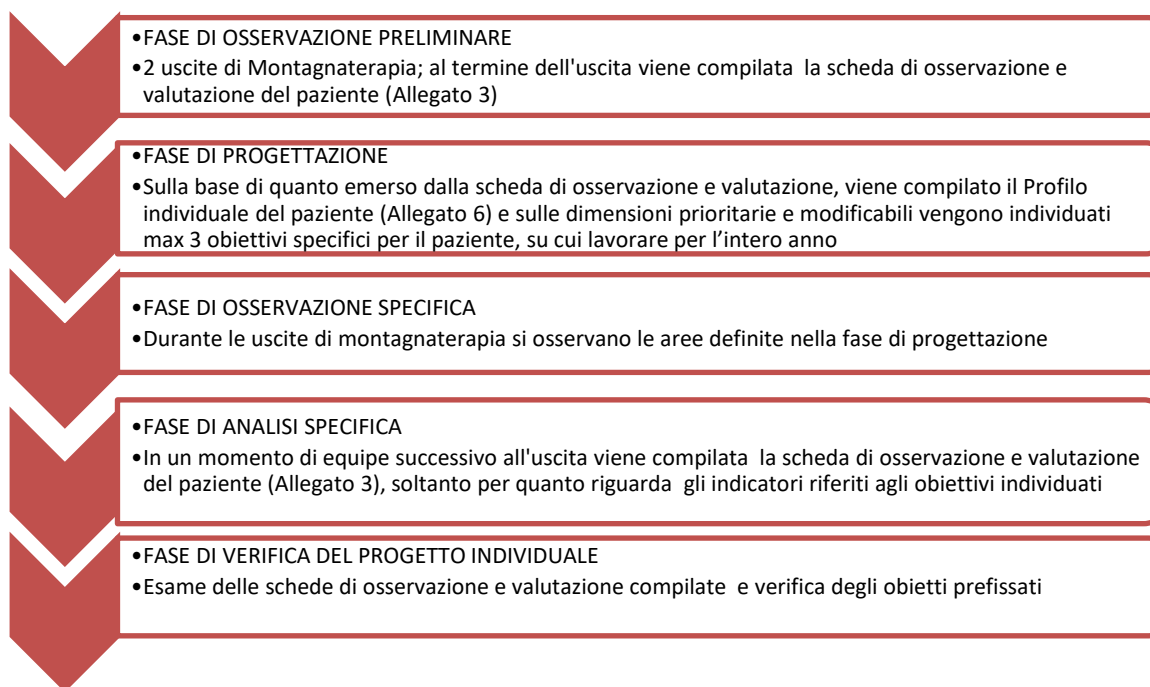 •FASE DI OSSERVAZIONE PRELIMINARE
•2 uscite di Montagnaterapia; al termine dell'uscita viene compilata la scheda di osservazione e
valutazione del paziente (Allegato 3)
•FASE DI PROGETTAZIONE
•Sulla base di quanto emerso dalla scheda di osservazione e valutazione, viene compilato il Profilo
individuale del paziente (Allegato 6) e sulle dimensioni prioritarie e modificabili vengono individuati
max 3 obiettivi specifici per il paziente, su cui lavorare per l’intero anno
•FASE DI OSSERVAZIONE SPECIFICA
•Durante le uscite di montagnaterapia si osservano le aree definite nella fase di progettazione
•FASE DI ANALISI SPECIFICA
•In un momento di equipe successivo all'uscita viene compilata la scheda di osservazione e valutazione
del paziente (Allegato 3), soltanto per quanto riguarda gli indicatori riferiti agli obiettivi individuati
•FASE DI VERIFICA DEL PROGETTO INDIVIDUALE
•Esame delle schede di osservazione e valutazione compilate e verifica degli obietti prefissati